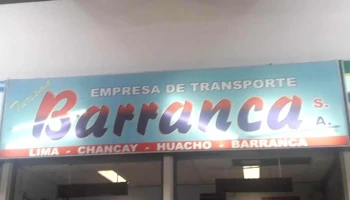 EMPRESA DE TRANSPORTE
Barranca S.A.
LIMA - CHANCAY - HUACHO - BARRANCA